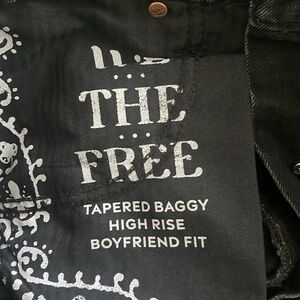 THE
FREE
TAPERED BAGGY
HIGH RISE
BOYFRIEND FIT